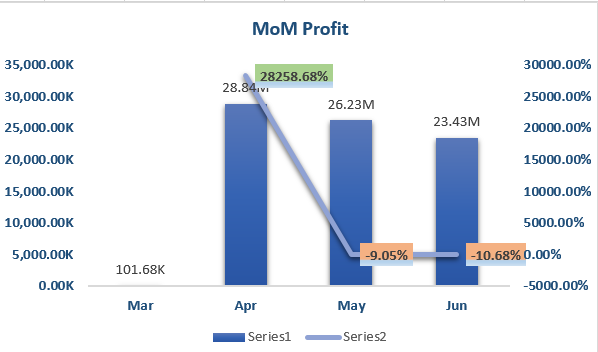 MoM Profit
35,000.00K
30,000.00K
25,000.00K
20,000.00K
15,000.00K
10,000.00K
5,000.00K
0.00K
101.68K
28.84M
26.23M
23.43M
28258.68%
-9.05%
-10.68%
30000.00%
25000.00%
20000.00%
15000.00%
10000.00%
5000.00%
0.00%
-5000.00%
Mar Apr May Jun
Series1 Series2